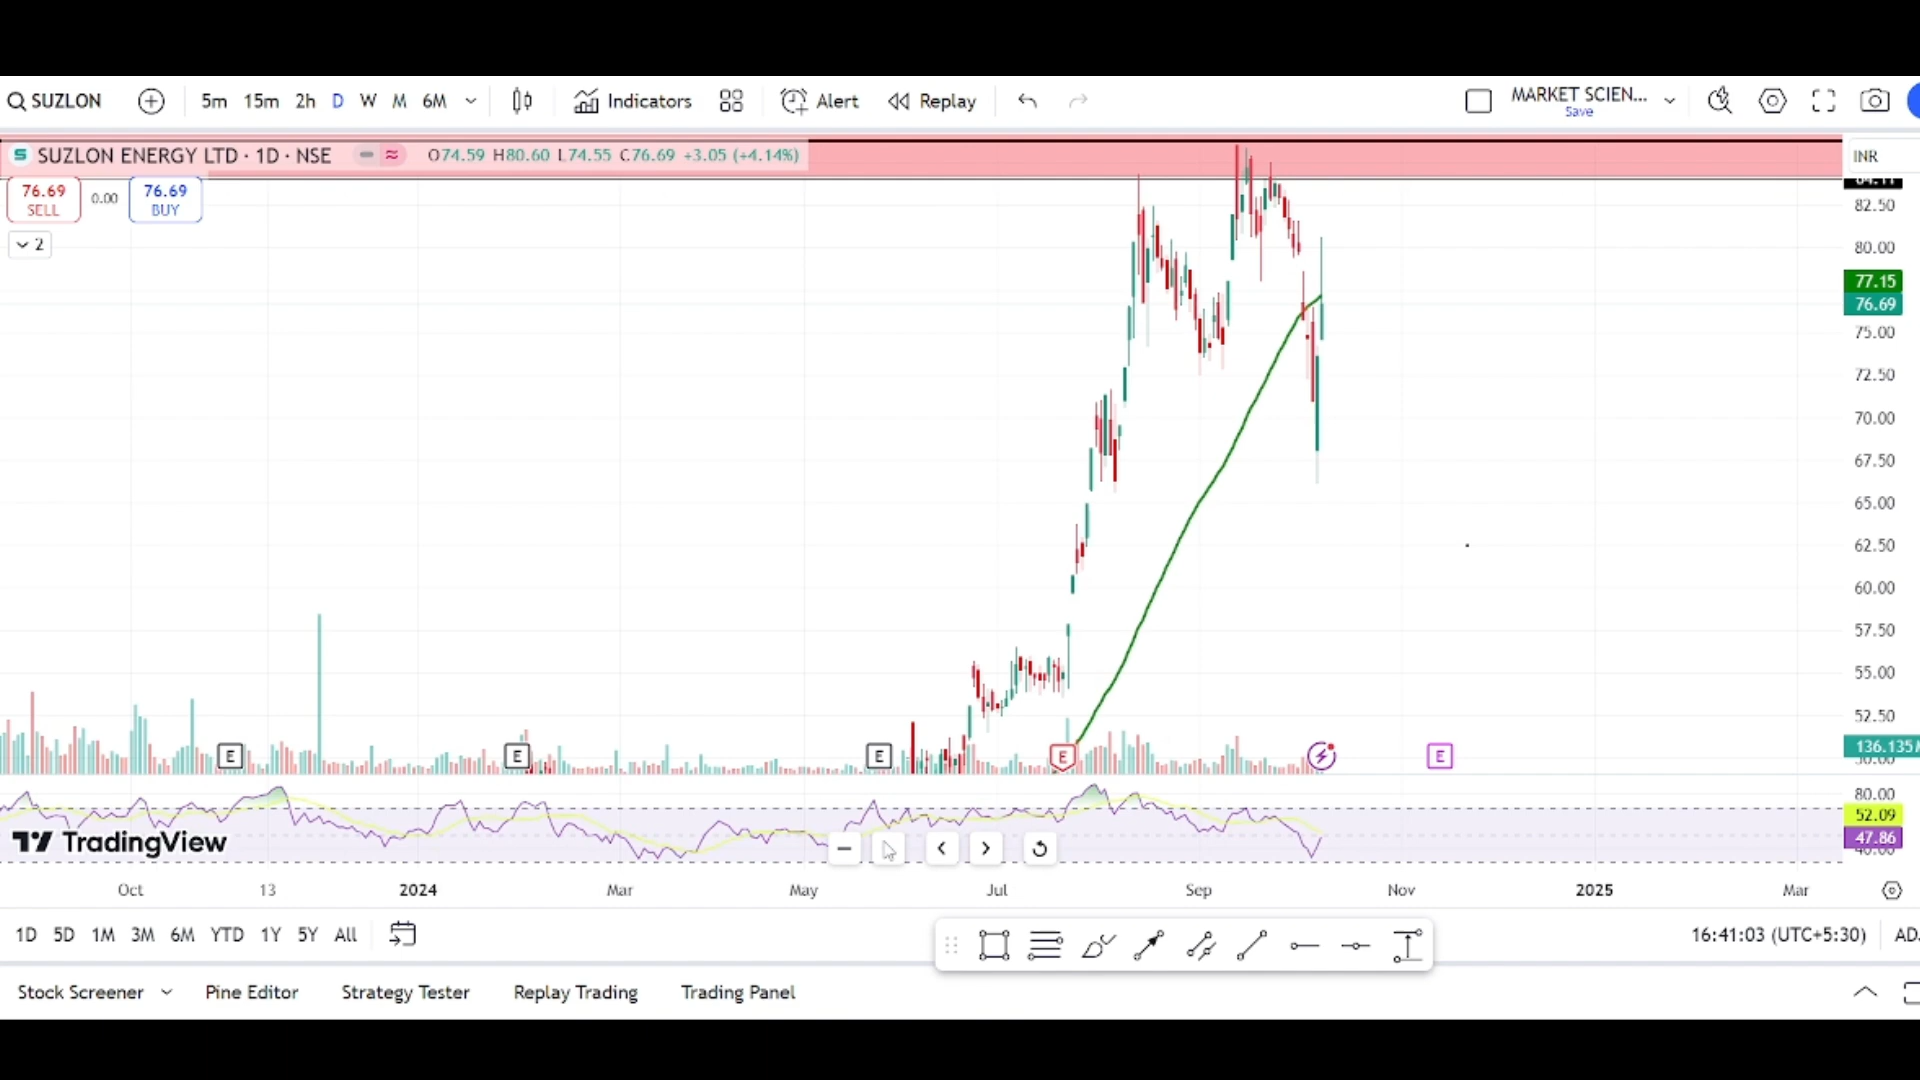 SUZLON
5m 15m 2h D W M 6M
Indicators
Alert
Replay
MARKET SCIEN...
Save
SUZLON ENERGY LTD · 1D · NSE
O74.59 H80.60 L74.55 C76.69 +3.05 (+4.14%)
INR
76.69
SELL
0.00
76.69
BUY
2
84.11
82.50
80.00
77.15
76.69
75.00
72.50
70.00
67.50
65.00
62.50
60.00
57.50
55.00
52.50
136.135
E
E
E
E
E
80.00
52.09
47.86
TradingView
Oct 13 2024 Mar May Jul Sep Nov 2025 Mar
1D 5D 1M 3M 6M YTD 1Y 5Y All
16:41:03 (UTC+5:30)
Stock Screener Pine Editor Strategy Tester Replay Trading Trading Panel